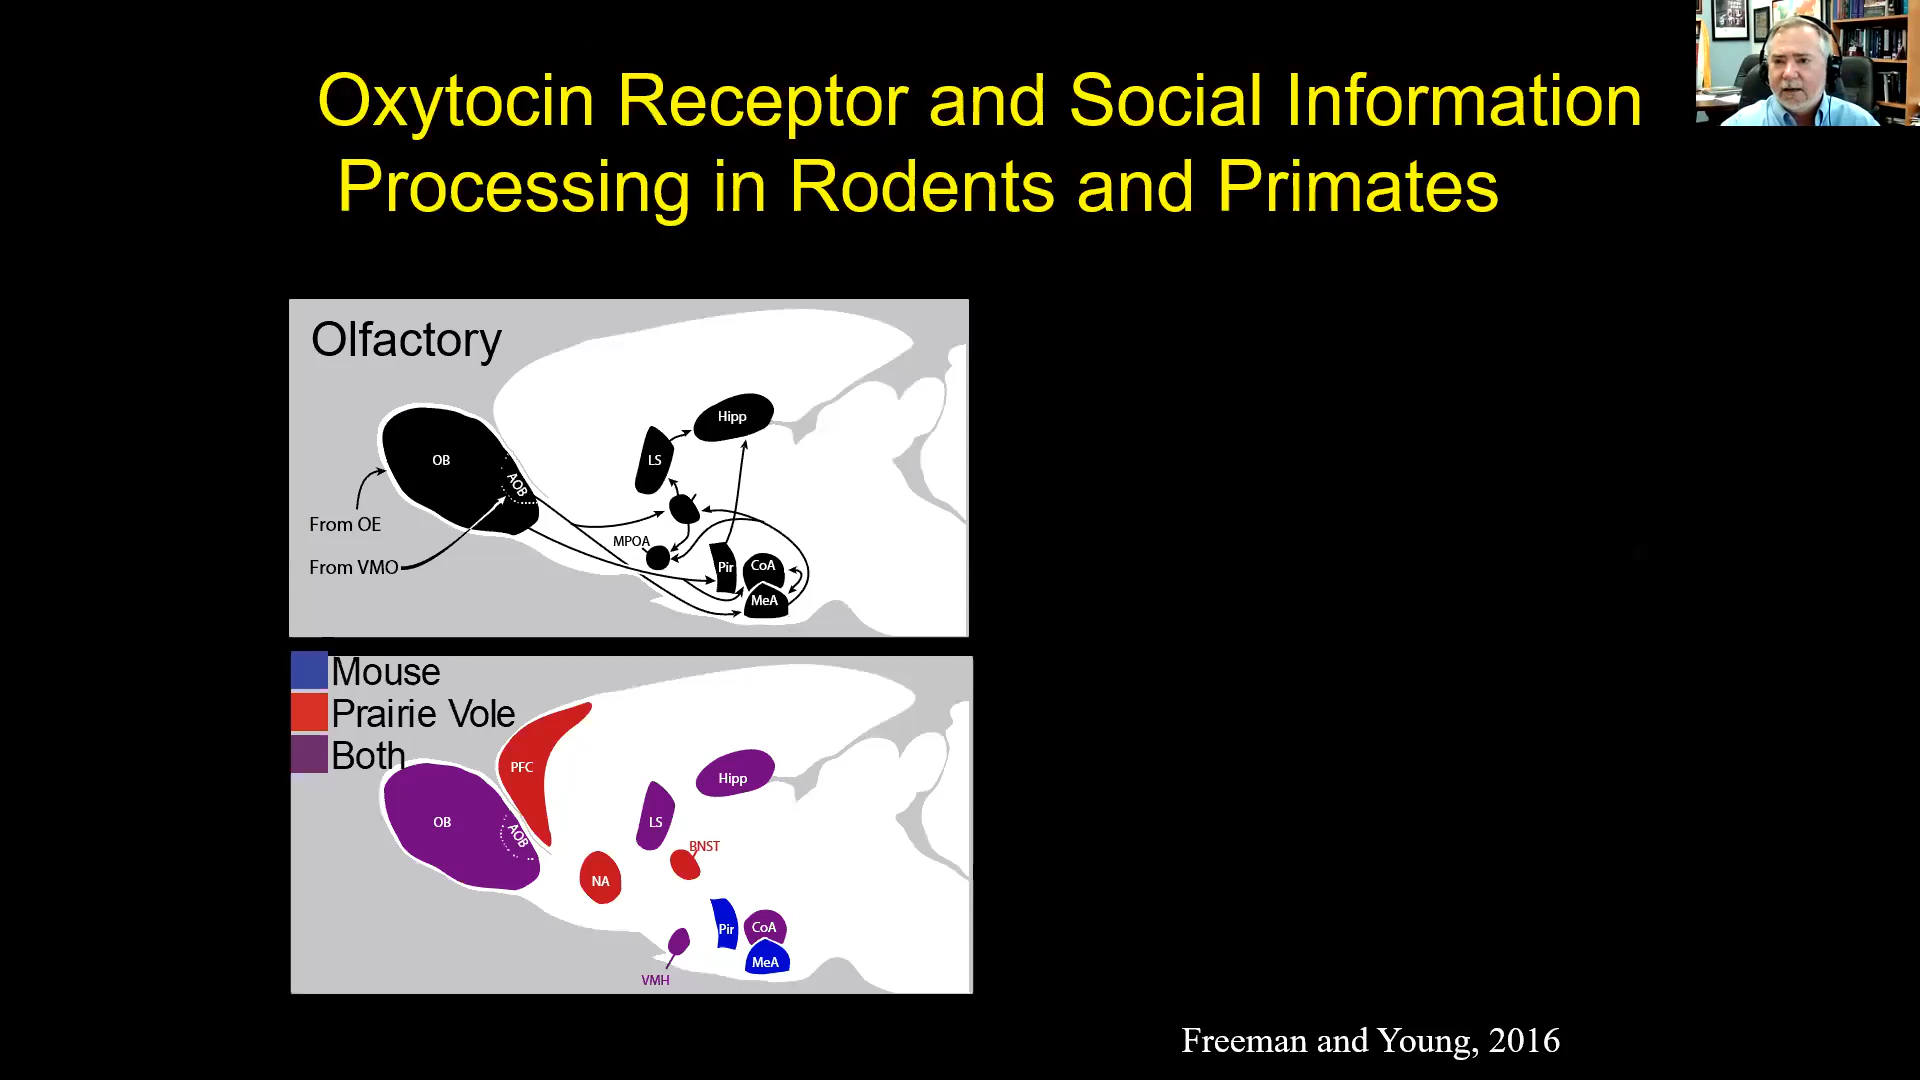 Oxytocin Receptor and Social Information
Processing in Rodents and Primates
Olfactory
Hipp
OB
LS
AOB
From OE
MPOA
From VMO
Pir
CoA
MeA
Mouse
Prairie Vole
Both
PFC
Hipp
OB
AOB
LS
BNST
NA
Pir
CoA
MeA
VMH
Freeman and Young, 2016